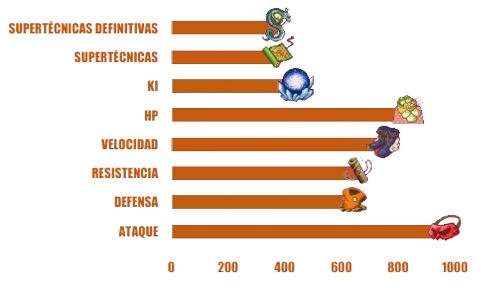 SUPERTÉCNICAS DEFINITIVAS
SUPERTÉCNICAS
KI
HP
VELOCIDAD
RESISTENCIA
DEFENSA
ATAQUE
0 200 400 600 800 1000